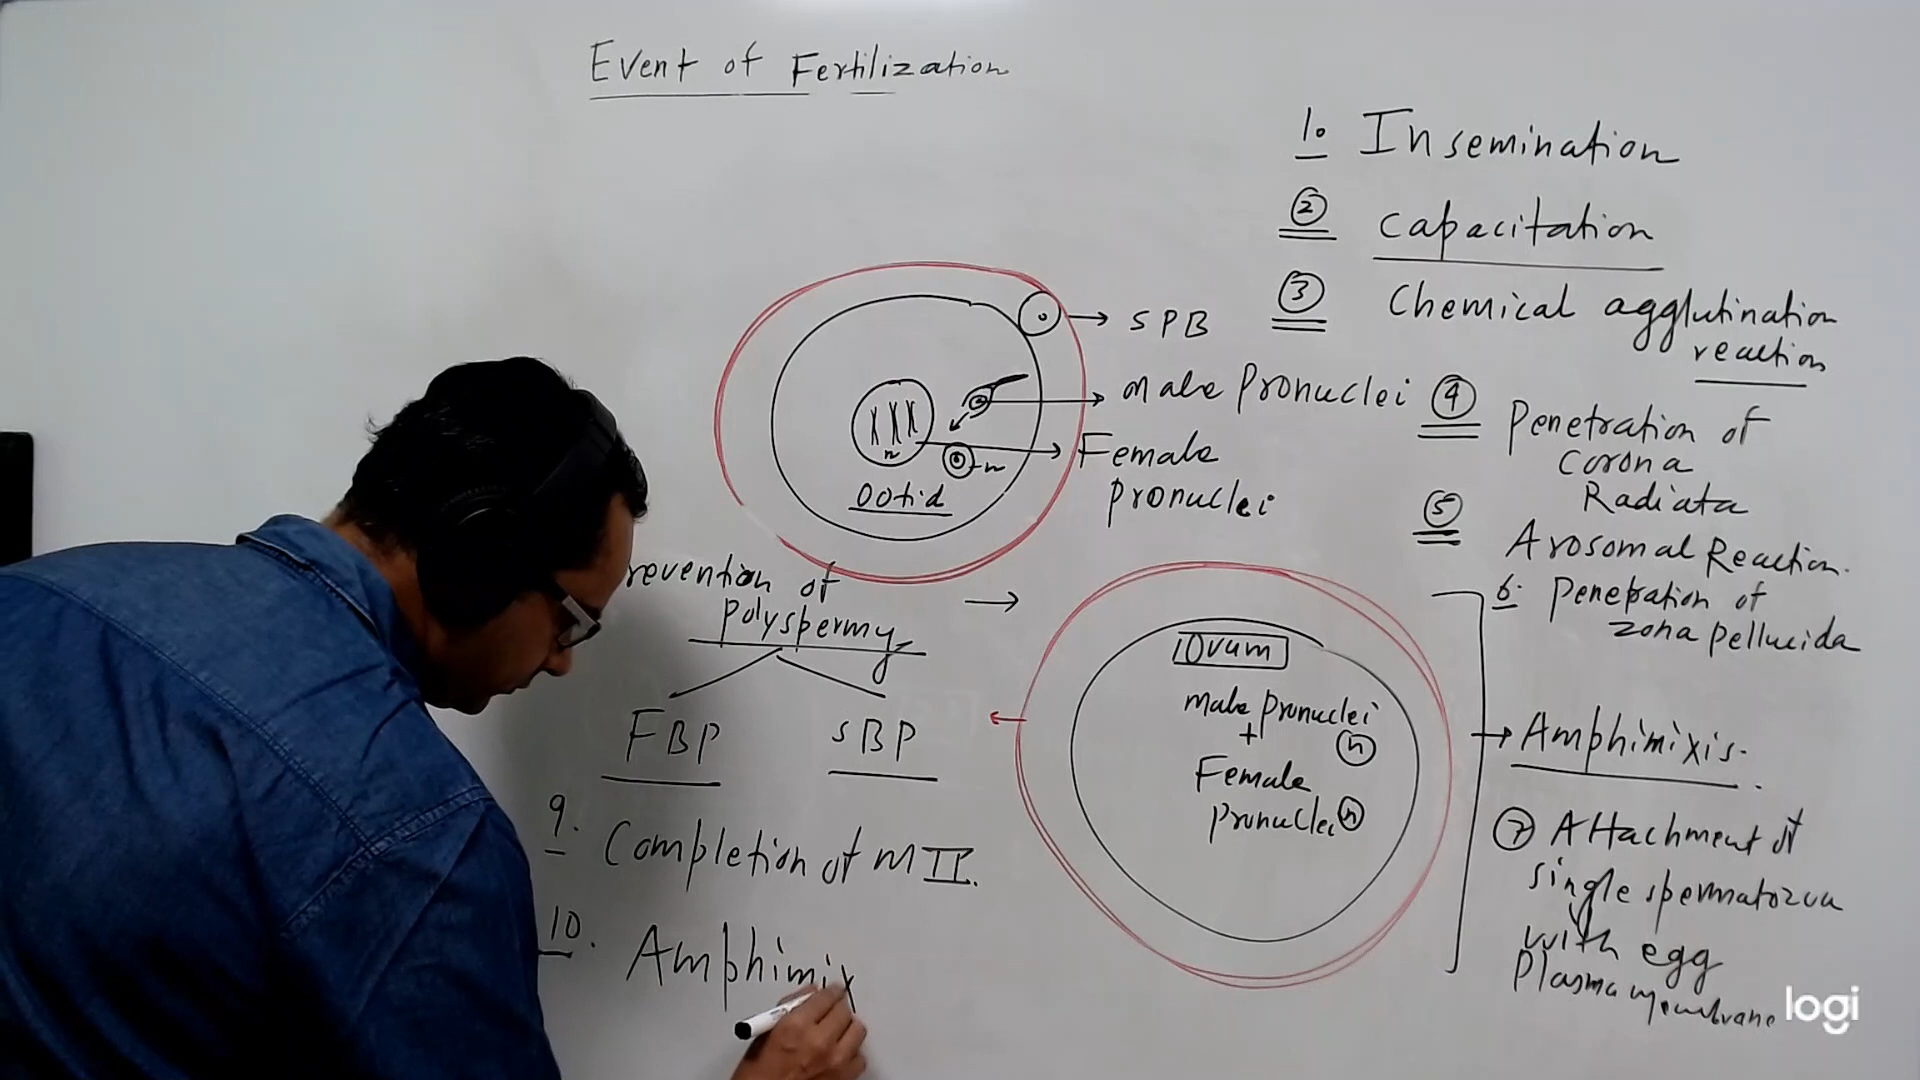 Event of Fertilization
1. Insemination
2 Capacitation
3 Chemical agglutination
reaction
4 Penetration of
Corona
Radiata
5 Arosomal Reaction.
6. Penetration of
zona pellucida
Amphimixis.
7 Attachment of
single spermatozoa
with egg
Plasma membrane
SPB
Male Pronuclei
Female
pronuclei
n
n
Ootid
revention of
polyspermy
FBP
SBP
9. Completion of M II.
10. Amphimix
Ovum
Male pronuclei
+
n
Female
pronuclei n
logi